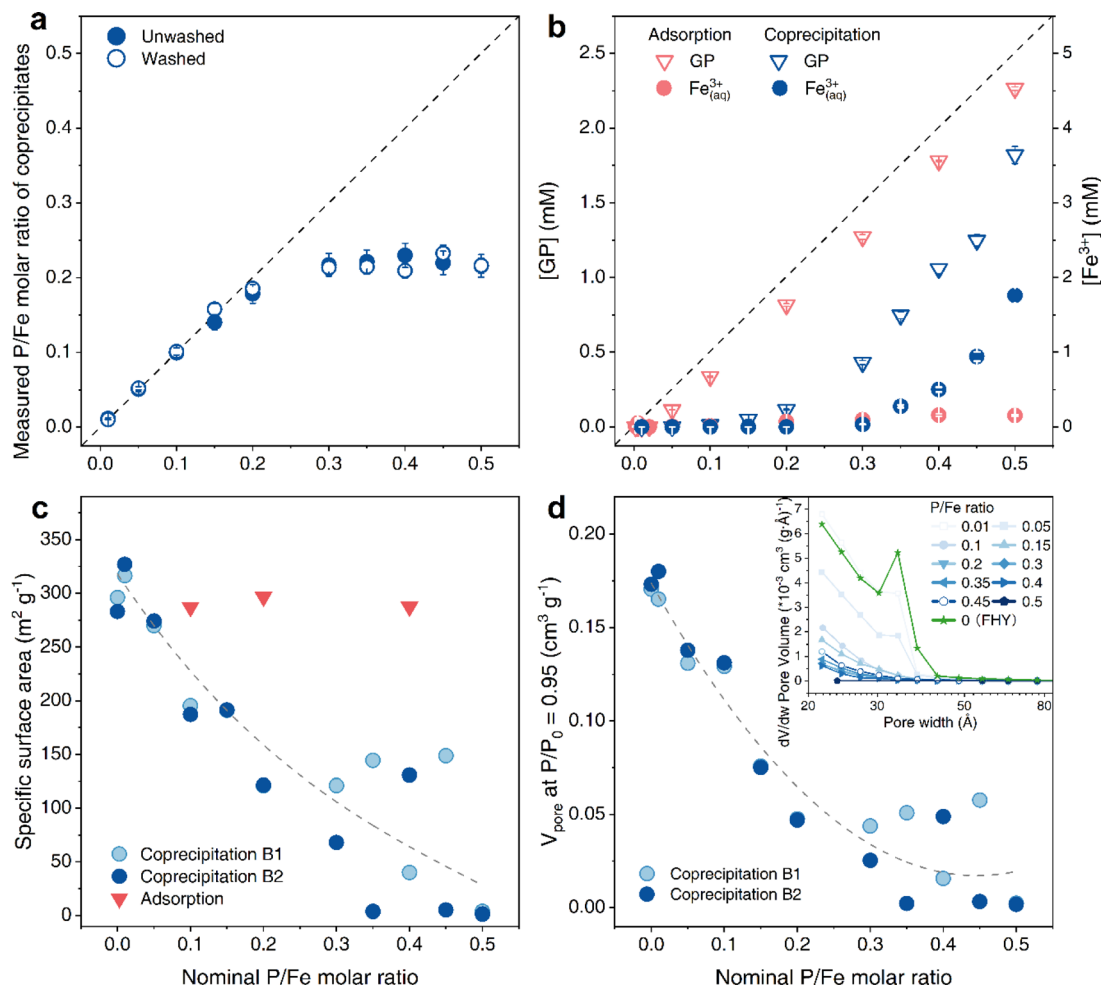 a
Measured P/Fe molar ratio of coprecipitates
0.5
0.4
0.3
0.2
0.1
0.0
Unwashed
Washed
0.0 0.1 0.2 0.3 0.4 0.5
b
[GP] (mM)
2.5
2.0
1.5
1.0
0.5
0.0
Adsorption Coprecipitation
GP GP
Fe3+(aq) Fe3+(aq)
5
4
3
2
1
0
[Fe3+] (mM)
0.0 0.1 0.2 0.3 0.4 0.5
c
Specific surface area (m2 g-1)
350
300
250
200
150
100
50
0
Coprecipitation B1
Coprecipitation B2
Adsorption
0.0 0.1 0.2 0.3 0.4 0.5
Nominal P/Fe molar ratio
d
Vpore at P/P0 = 0.95 (cm3 g-1)
0.20
0.15
0.10
0.05
0.00
dV/dw Pore Volume (*10-3 cm3 (g·Å)-1)
7
6
5
4
3
2
1
0
P/Fe ratio
0.01 0.05
0.1 0.15
0.2 0.3
0.35 0.4
0.45 0.5
0 (FHY)
20 30 50 80
Pore width (Å)
Coprecipitation B1
Coprecipitation B2
0.0 0.1 0.2 0.3 0.4 0.5
Nominal P/Fe molar ratio